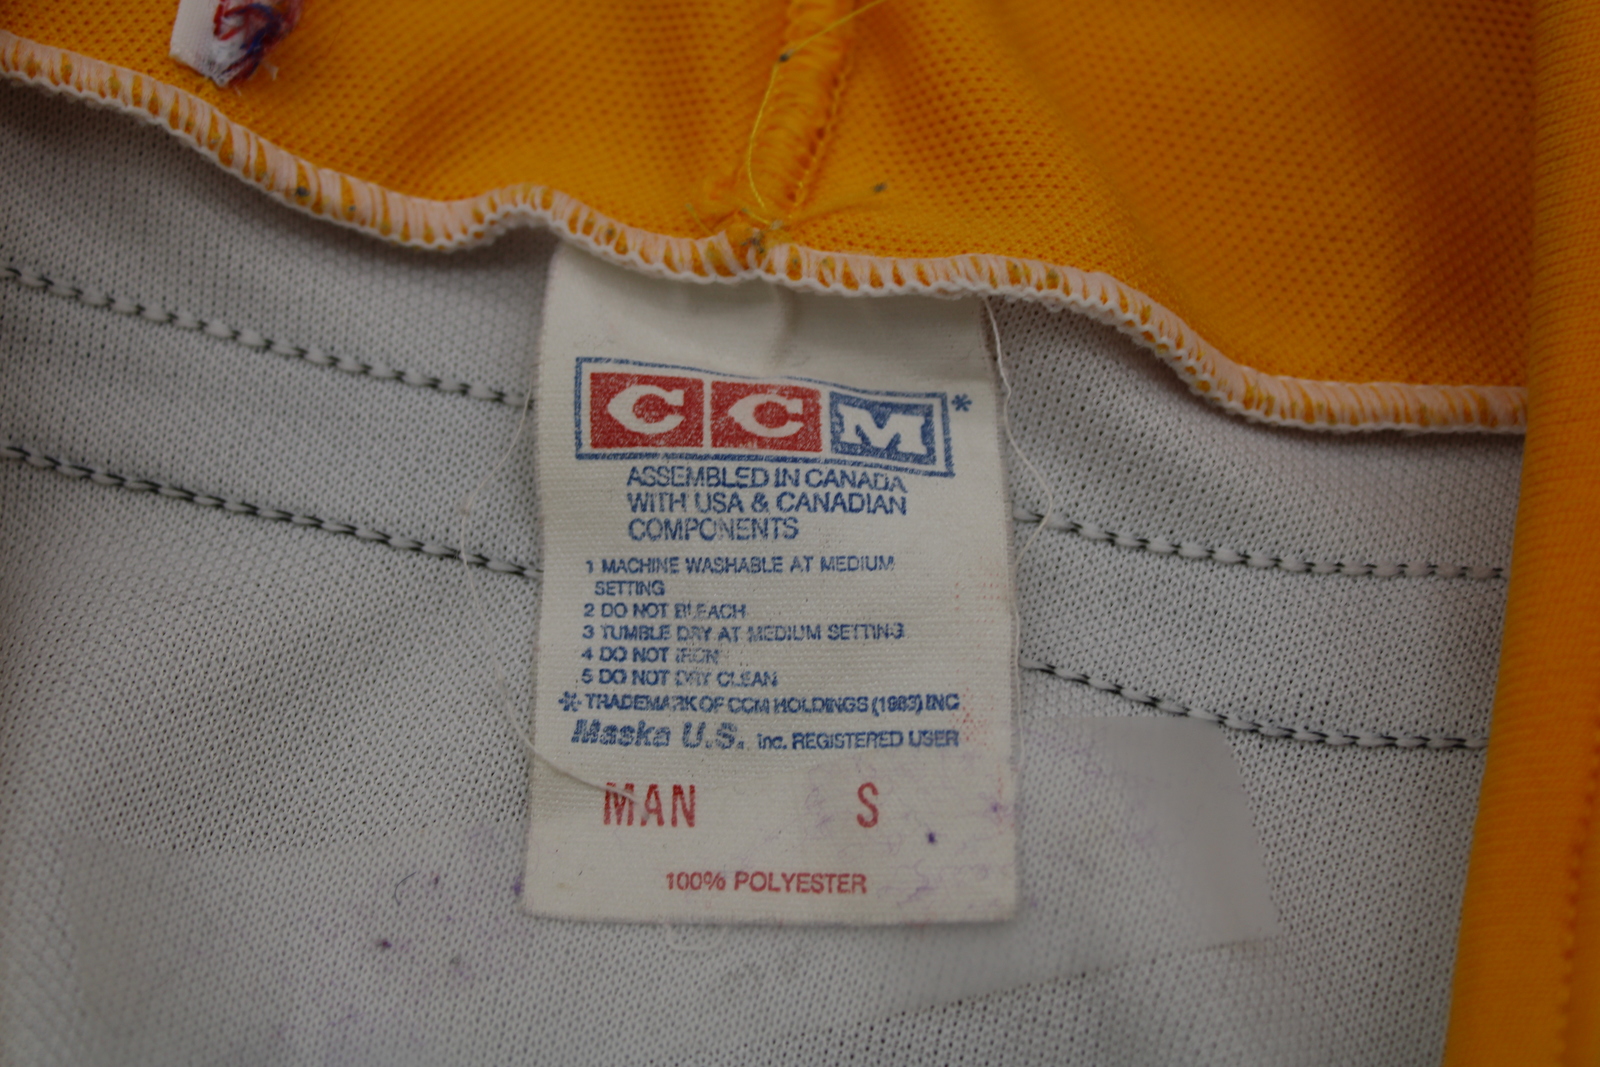 CCM*
ASSEMBLED IN CANADA
WITH USA & CANADIAN
COMPONENTS
1 MACHINE WASHABLE AT MEDIUM
SETTING
2 DO NOT BLEACH
3 TUMBLE DRY AT MEDIUM SETTING
4 DO NOT IRON
5 DO NOT DRY CLEAN
* TRADEMARK OF CCM HOLDINGS (1983) INC
Maska U.S. inc. REGISTERED USER
MAN S
100% POLYESTER